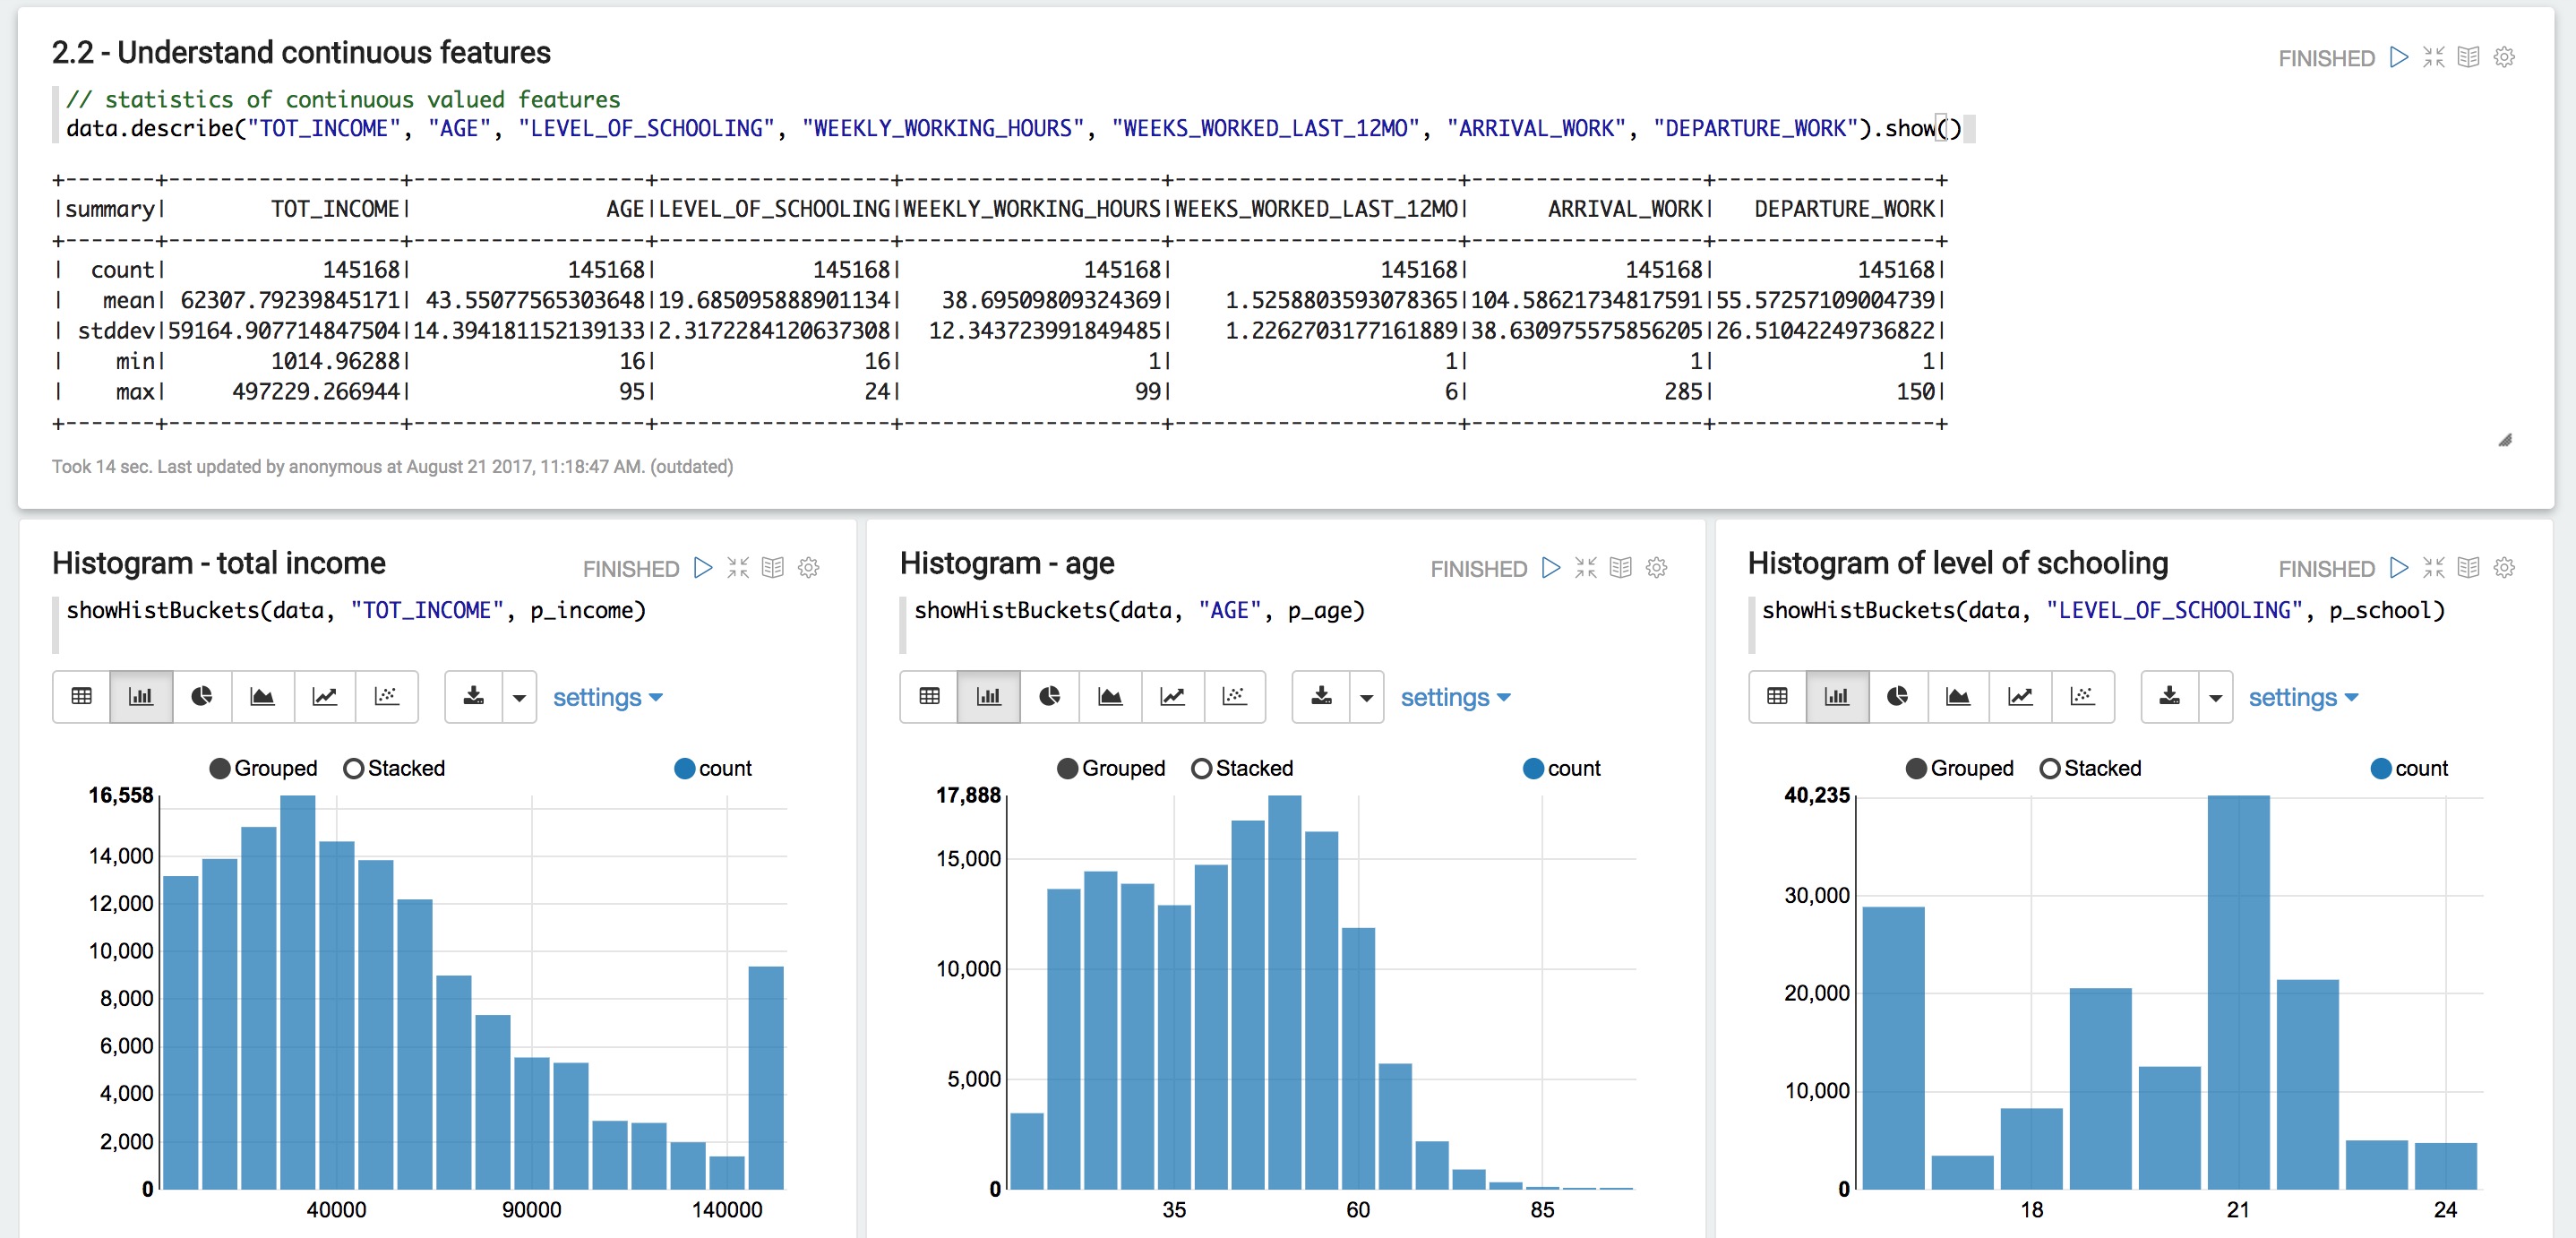 2.2 - Understand continuous features
FINISHED
// statistics of continuous valued features
data.describe("TOT_INCOME", "AGE", "LEVEL_OF_SCHOOLING", "WEEKLY_WORKING_HOURS", "WEEKS_WORKED_LAST_12MO", "ARRIVAL_WORK", "DEPARTURE_WORK").show()
+-------+------------------+------------------+------------------+--------------------+----------------------+------------------+-----------------+
|summary|        TOT_INCOME|               AGE|LEVEL_OF_SCHOOLING|WEEKLY_WORKING_HOURS|WEEKS_WORKED_LAST_12MO|      ARRIVAL_WORK|   DEPARTURE_WORK|
+-------+------------------+------------------+------------------+--------------------+----------------------+------------------+-----------------+
|  count|            145168|            145168|            145168|              145168|                145168|            145168|           145168|
|   mean| 62307.79239845171| 43.55077565303648|19.685095888901134|   38.69509809324369|    1.5258803593078365|104.58621734817591|55.57257109004739|
| stddev|59164.907714847504|14.394181152139133|2.3172284120637308|  12.343723991849485|    1.2262703177161889|38.630975575856205|26.51042249736822|
|    min|        1014.96288|                16|                16|                   1|                     1|                 1|                1|
|    max|     497229.266944|                95|                24|                  99|                     6|               285|              150|
+-------+------------------+------------------+------------------+--------------------+----------------------+------------------+-----------------+
Took 14 sec. Last updated by anonymous at August 21 2017, 11:18:47 AM. (outdated)
Histogram - total income
FINISHED
showHistBuckets(data, "TOT_INCOME", p_income)
settings
Grouped Stacked count
16,558
14,000
12,000
10,000
8,000
6,000
4,000
2,000
0
40000 90000 140000
Histogram - age
FINISHED
showHistBuckets(data, "AGE", p_age)
settings
Grouped Stacked count
17,888
15,000
10,000
5,000
0
35 60 85
Histogram of level of schooling
FINISHED
showHistBuckets(data, "LEVEL_OF_SCHOOLING", p_school)
settings
Grouped Stacked count
40,235
30,000
20,000
10,000
0
18 21 24